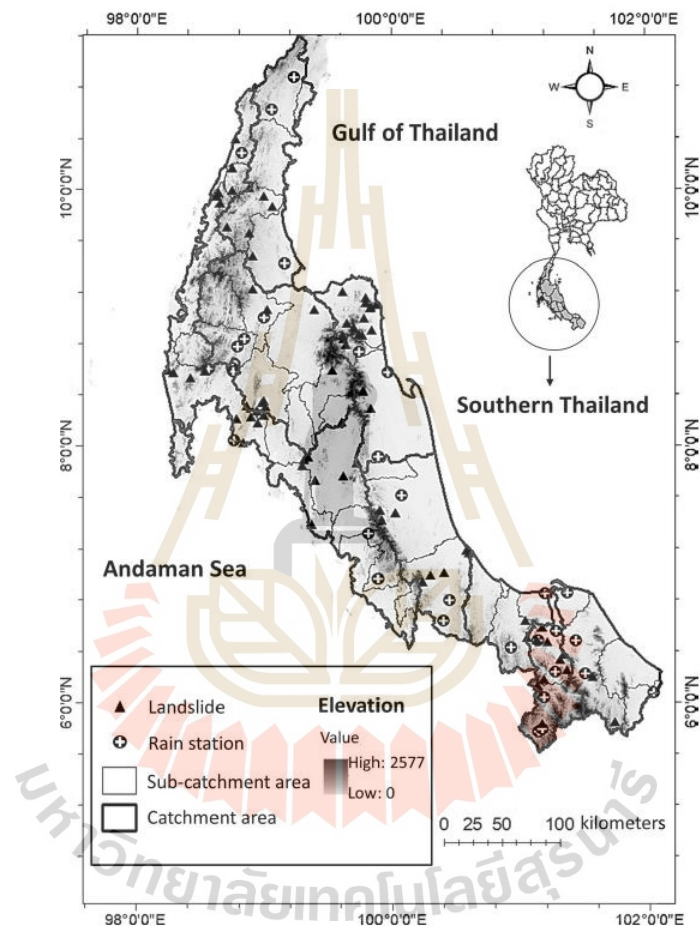 98°0'0"E 100°0'0"E 102°0'0"E
N
W E
S
Gulf of Thailand
10°0'0"N 10°0'0"N
Southern Thailand
8°0'0"N 8°0'0"N
Andaman Sea
6°0'0"N 6°0'0"N
Landslide
Rain station
Sub-catchment area
Catchment area
Elevation
Value
High: 2577
Low: 0
0 25 50 100 kilometers
มหาวิทยาลัยเทคโนโลยีสุรนารี
98°0'0"E 100°0'0"E 102°0'0"E